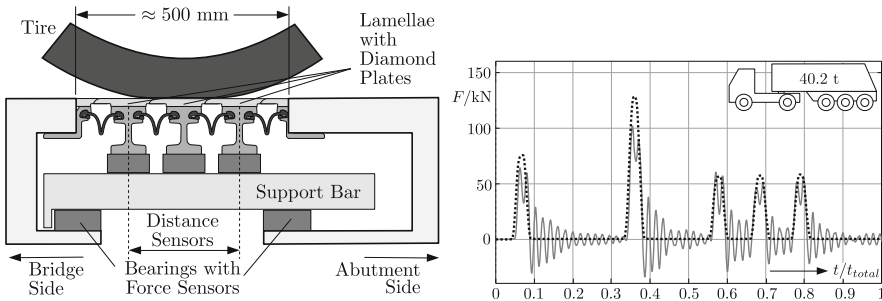 ≈ 500 mm
Tire
Lamellae
with
Diamond
Plates
Support Bar
Distance
Sensors
Bridge
Side
Bearings with
Force Sensors
Abutment
Side
F/kN
150
100
50
0
40.2 t
t/t_total
0 0.1 0.2 0.3 0.4 0.5 0.6 0.7 0.8 0.9 1